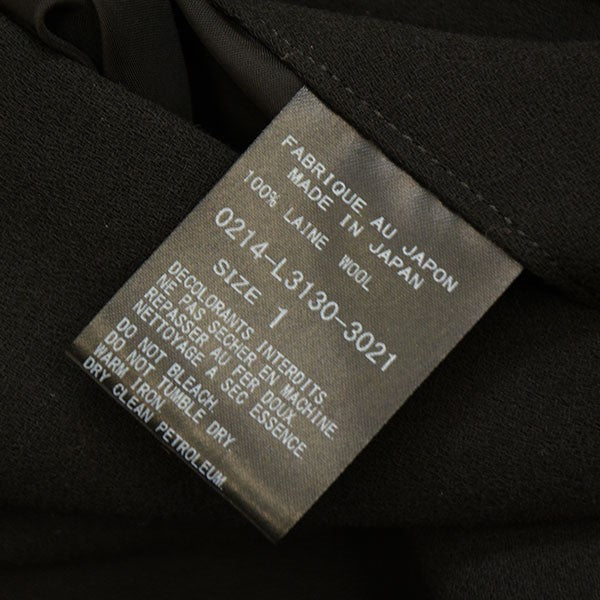 FABRIQUE AU JAPON
MADE IN JAPAN
100% LAINE WOOL
0214-L3130-3021
SIZE 1
DECOLORANTS INTERDITS
NE PAS SECHER EN MACHINE
REPASSER AU FER DOUX
NETTOYAGE À SEC ESSENCE
DO NOT BLEACH.
DO NOT TUMBLE DRY.
WARM IRON
DRY CLEAN PETROLEUM.